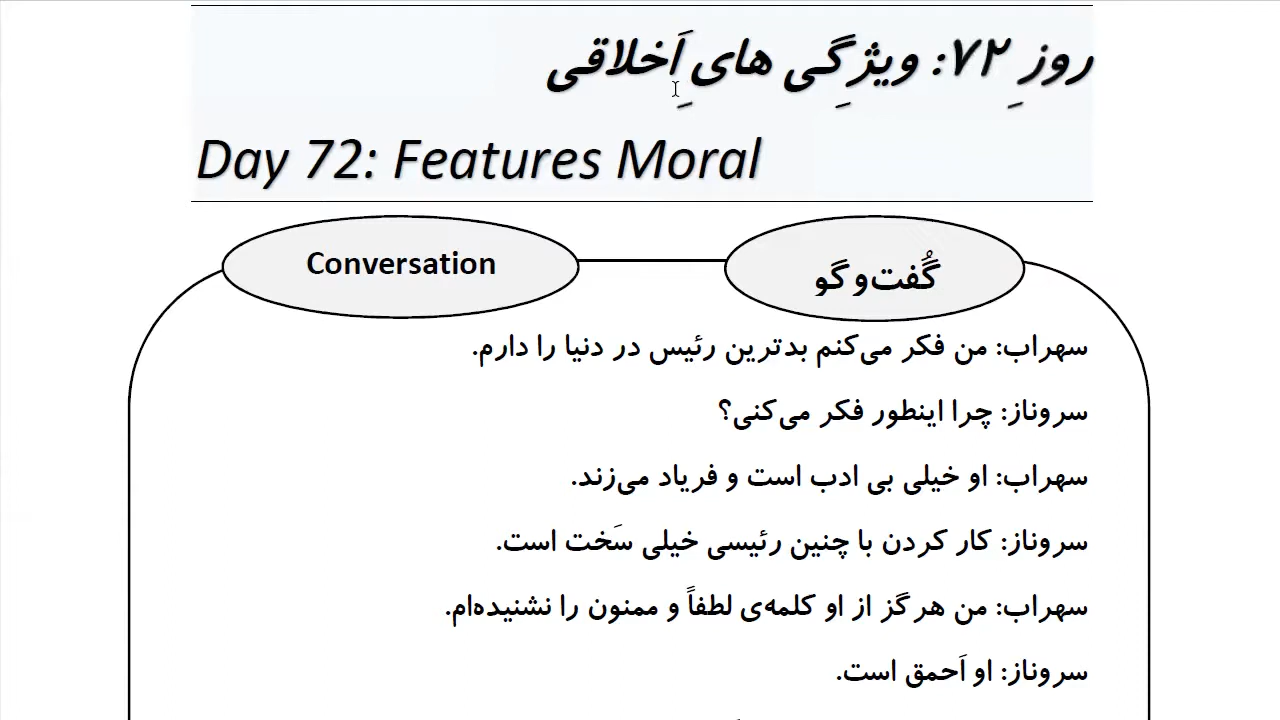 روزِ ۷۲: ویژِگی هایِ اَخلاقی
Day 72: Features Moral
Conversation
گُفت‌و گو
سهراب: من فکر می‌کنم بدترین رئیس در دنیا را دارم.
سروناز: چرا اینطور فکر می‌کنی؟
سهراب: او خیلی بی ادب است و فریاد می‌زند.
سروناز: کار کردن با چنین رئیسی خیلی سَخت است.
سهراب: من هرگز از او کلمه‌ی لطفاً و ممنون را نشنیده‌ام.
سروناز: او اَحمق است.